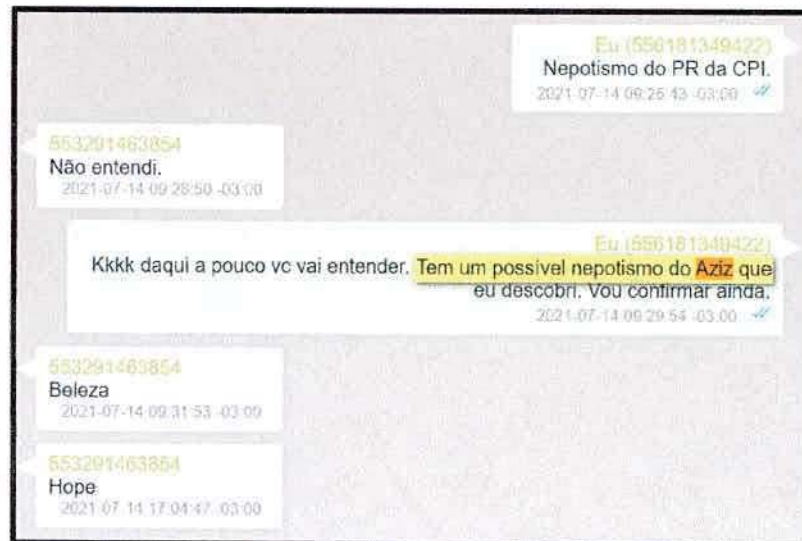 Eu (556181349422)
Nepotismo do PR da CPI.
2021-07-14 09:25:43 -03:00
553291463854
Não entendi.
2021-07-14 09:28:50 -03:00
Eu (556181349422)
Kkkk daqui a pouco vc vai entender. Tem um possível nepotismo do Aziz que
eu descobri. Vou confirmar ainda.
2021-07-14 09:29:54 -03:00
553291463854
Beleza
2021-07-14 09:31:53 -03:00
553291463854
Hope
2021-07-14 17:04:47 -03:00